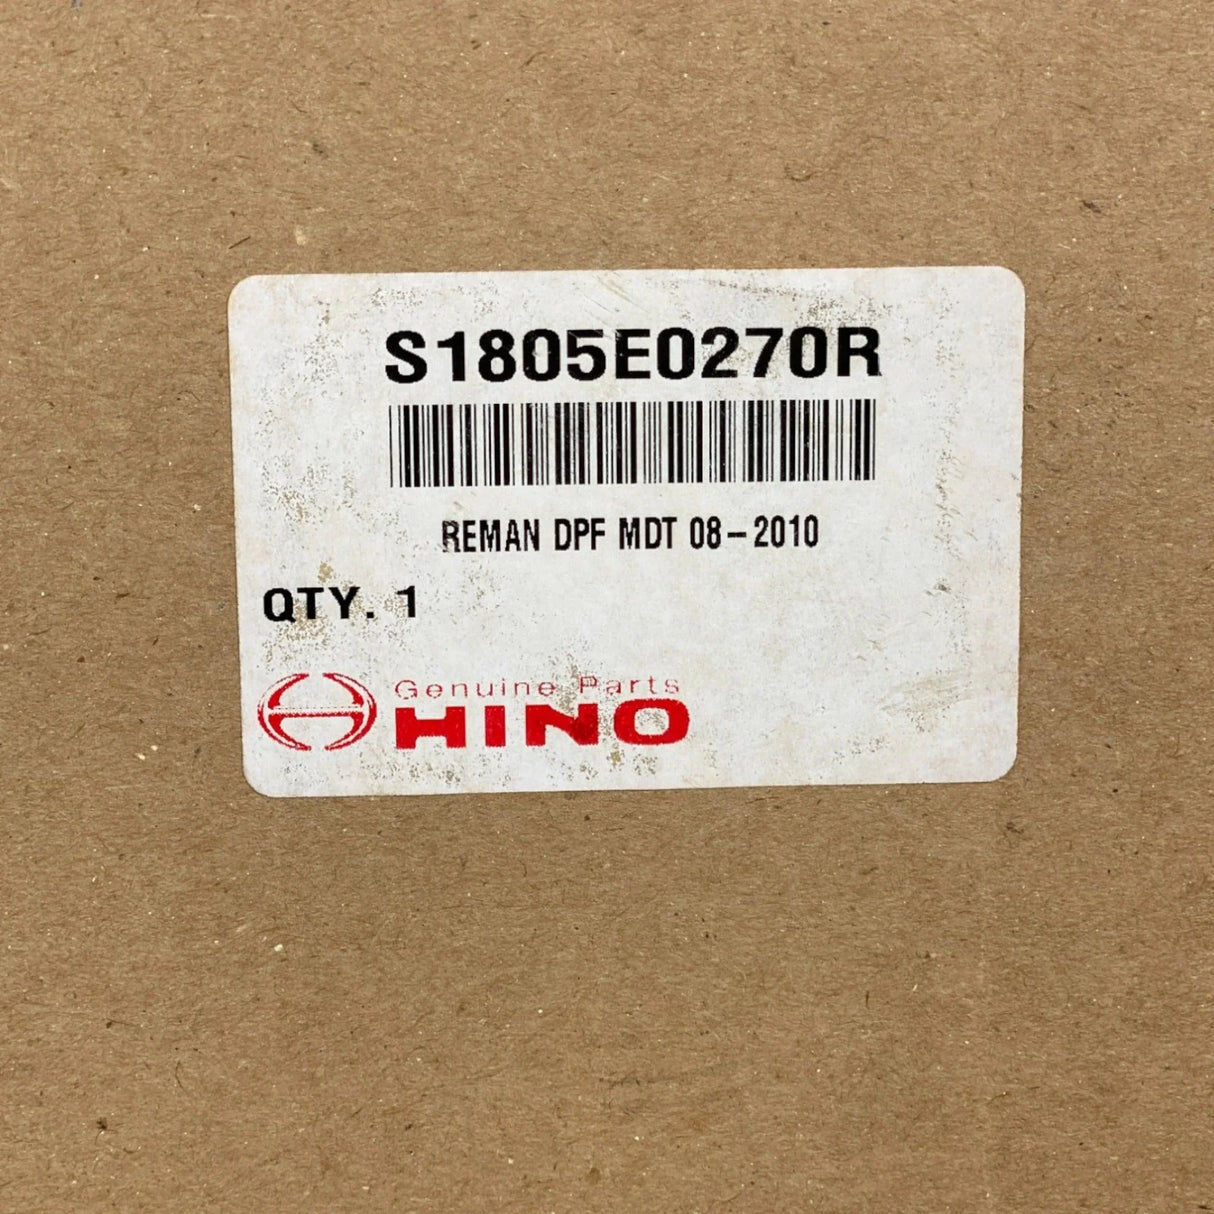 S1805E0270R
REMAN DPF MDT 08-2010
QTY. 1
Genuine Parts
HINO